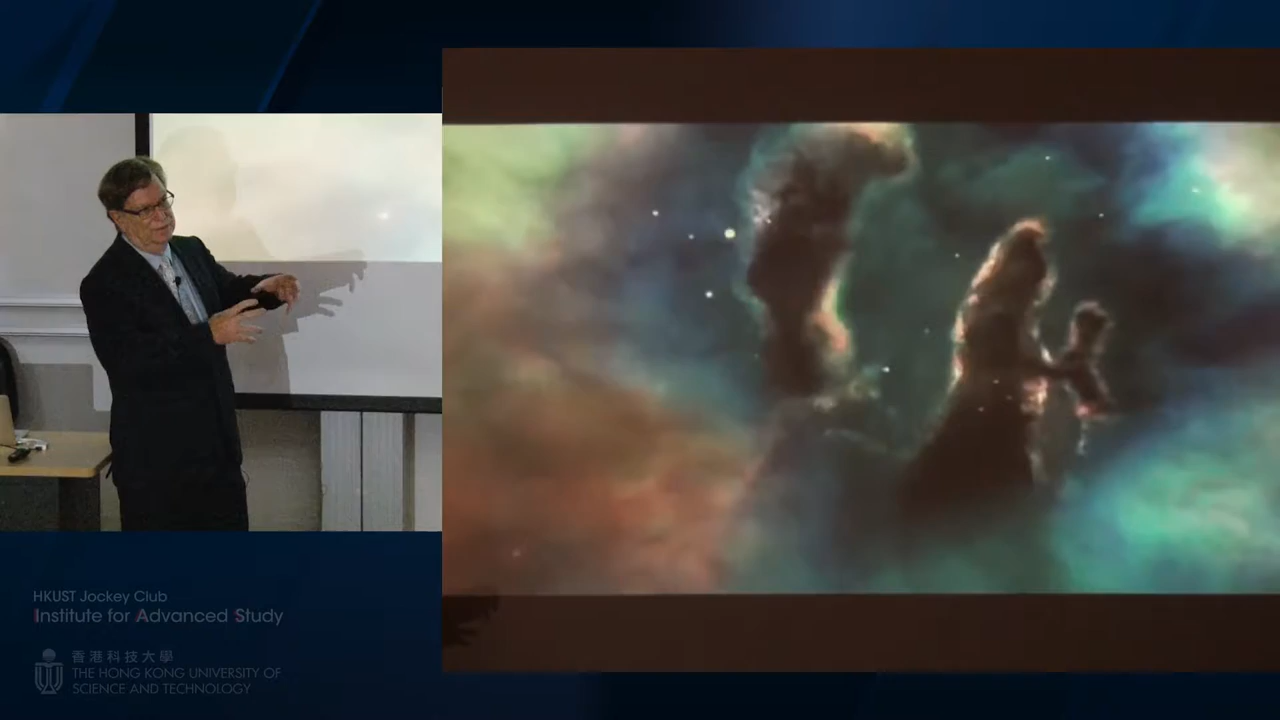 HKUST Jockey Club
Institute for Advanced Study
香港科技大學
THE HONG KONG UNIVERSITY OF
SCIENCE AND TECHNOLOGY